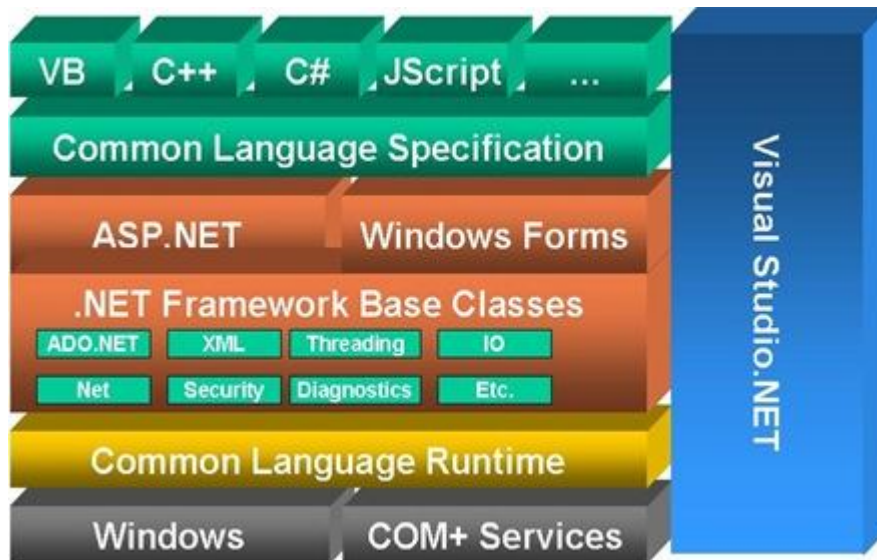 VB C++ C# JScript ...
Common Language Specification
ASP.NET Windows Forms
.NET Framework Base Classes
ADO.NET XML Threading IO
Net Security Diagnostics Etc.
Common Language Runtime
Windows COM+ Services
Visual Studio.NET